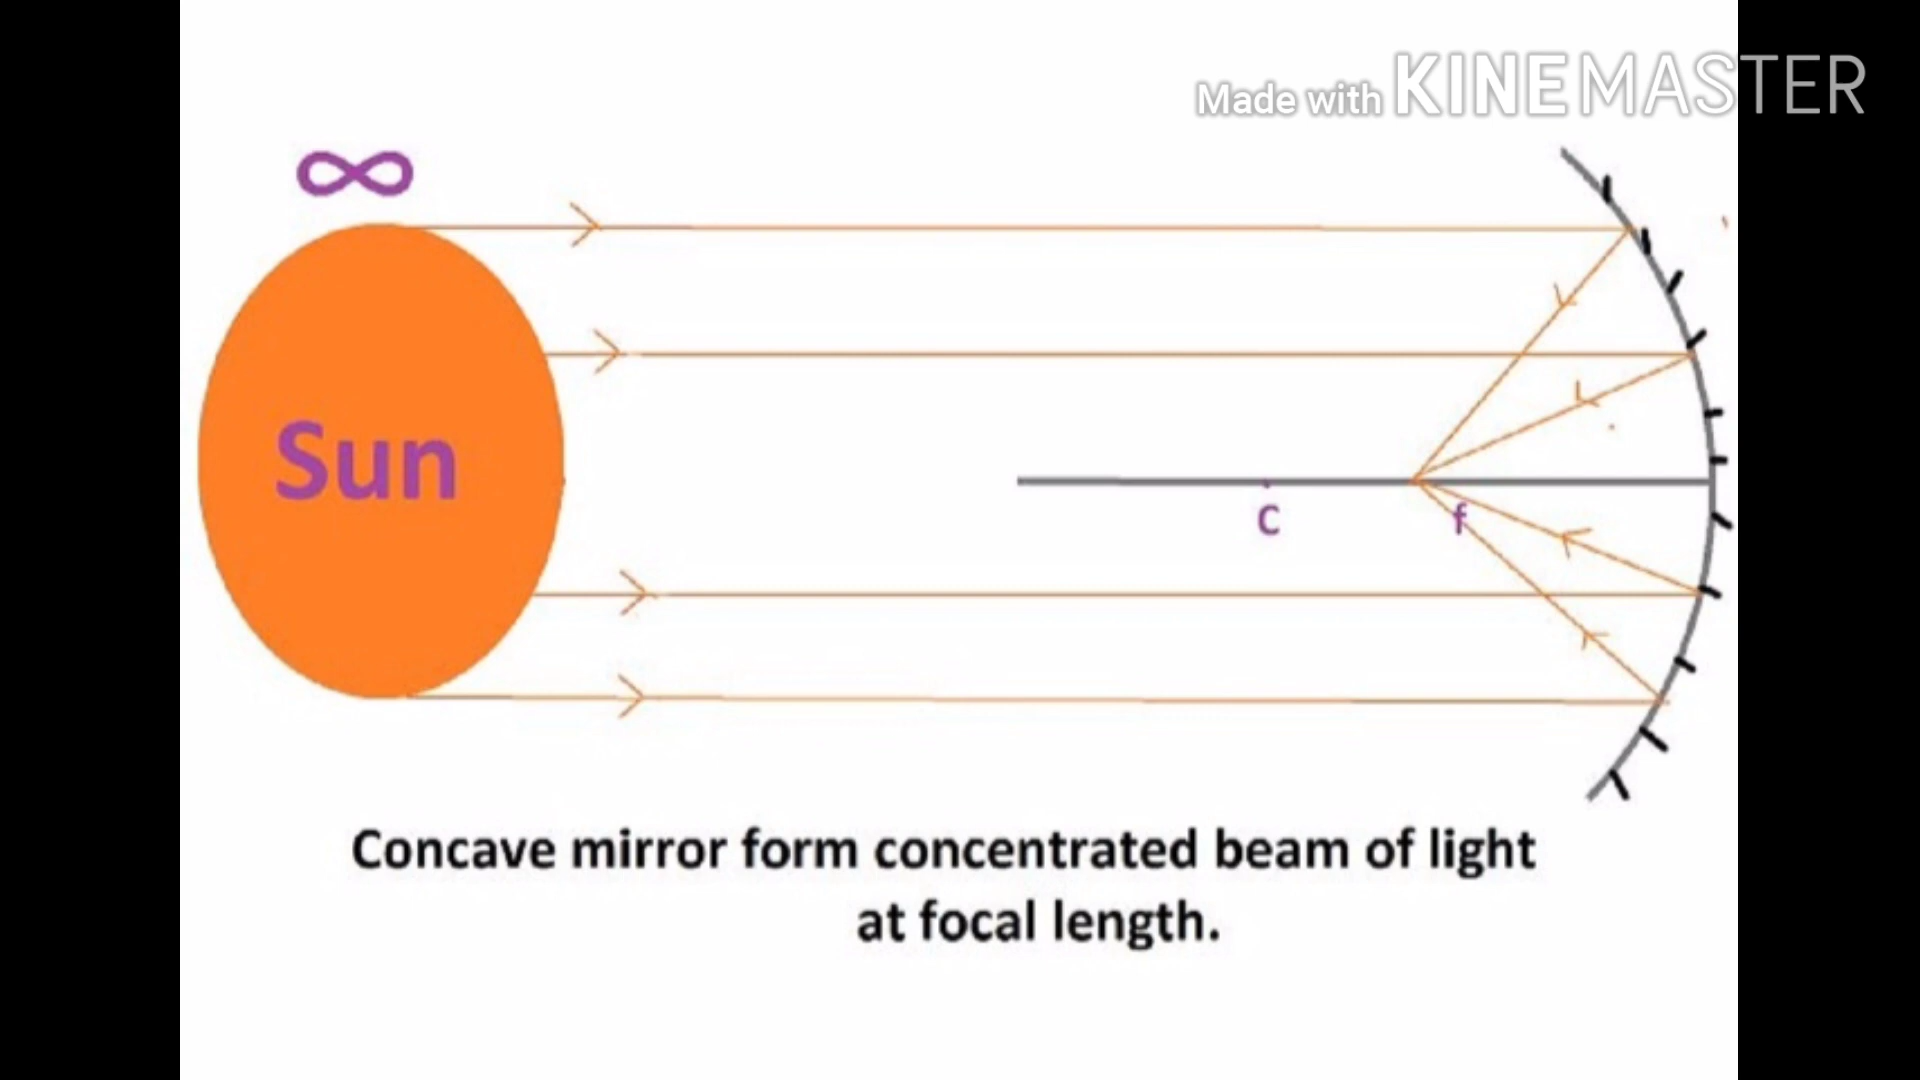 Made with KINEMASTER
∞
Sun
C
f
Concave mirror form concentrated beam of light
at focal length.